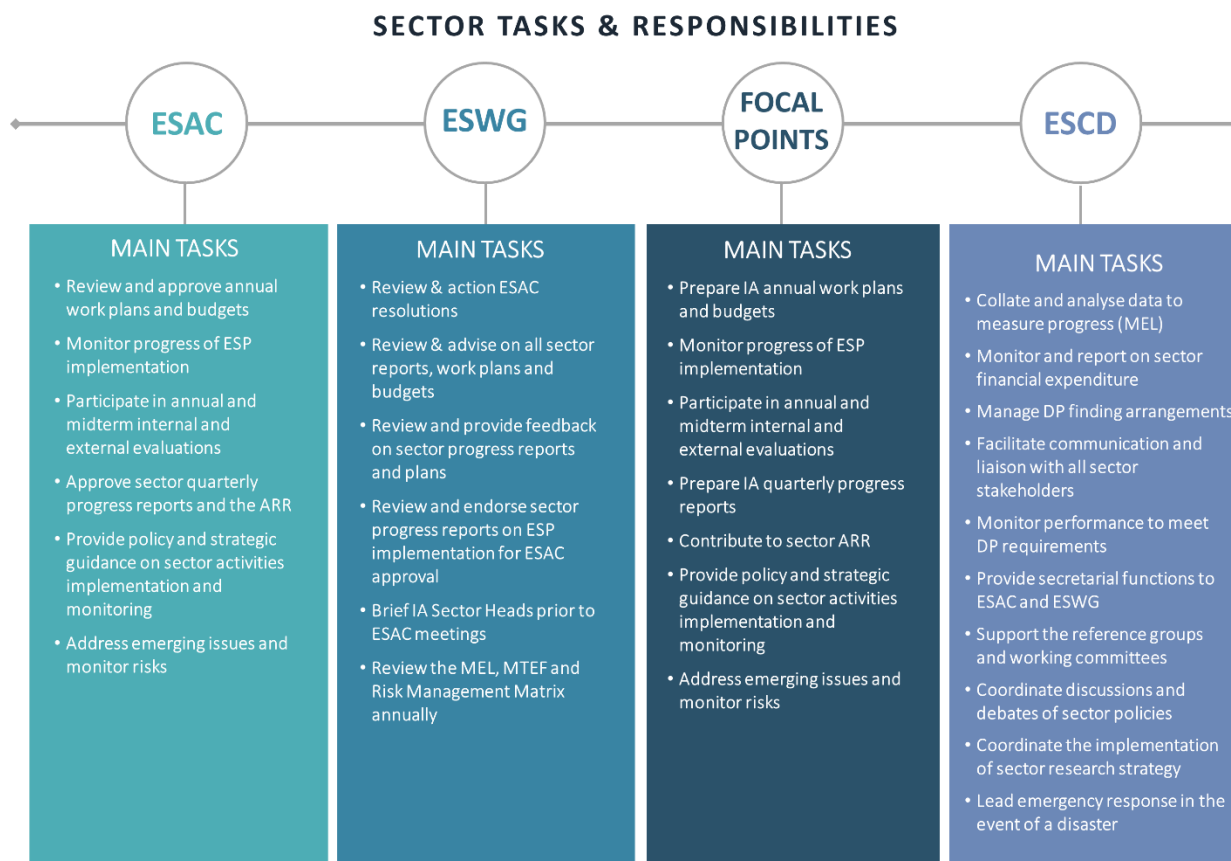 SECTOR TASKS & RESPONSIBILITIES
ESAC
MAIN TASKS
• Review and approve annual
work plans and budgets
• Monitor progress of ESP
implementation
• Participate in annual and
midterm internal and
external evaluations
• Approve sector quarterly
progress reports and the ARR
• Provide policy and strategic
guidance on sector activities
implementation and
monitoring
• Address emerging issues and
monitor risks
ESWG
MAIN TASKS
• Review & action ESAC
resolutions
• Review & advise on all sector
reports, work plans and
budgets
• Review and provide feedback
on sector progress reports
and plans
• Review and endorse sector
progress reports on ESP
implementation for ESAC
approval
• Brief IA Sector Heads prior to
ESAC meetings
• Review the MEL, MTEF and
Risk Management Matrix
annually
FOCAL
POINTS
MAIN TASKS
• Prepare IA annual work plans
and budgets
• Monitor progress of ESP
implementation
• Participate in annual and
midterm internal and
external evaluations
• Prepare IA quarterly progress
reports
• Contribute to sector ARR
• Provide policy and strategic
guidance on sector activities
implementation and
monitoring
• Address emerging issues and
monitor risks
ESCD
MAIN TASKS
• Collate and analyse data to
measure progress (MEL)
• Monitor and report on sector
financial expenditure
• Manage DP finding arrangements
• Facilitate communication and
liaison with all sector
stakeholders
• Monitor performance to meet
DP requirements
• Provide secretarial functions to
ESAC and ESWG
• Support the reference groups
and working committees
• Coordinate discussions and
debates of sector policies
• Coordinate the implementation
of sector research strategy
• Lead emergency response in the
event of a disaster